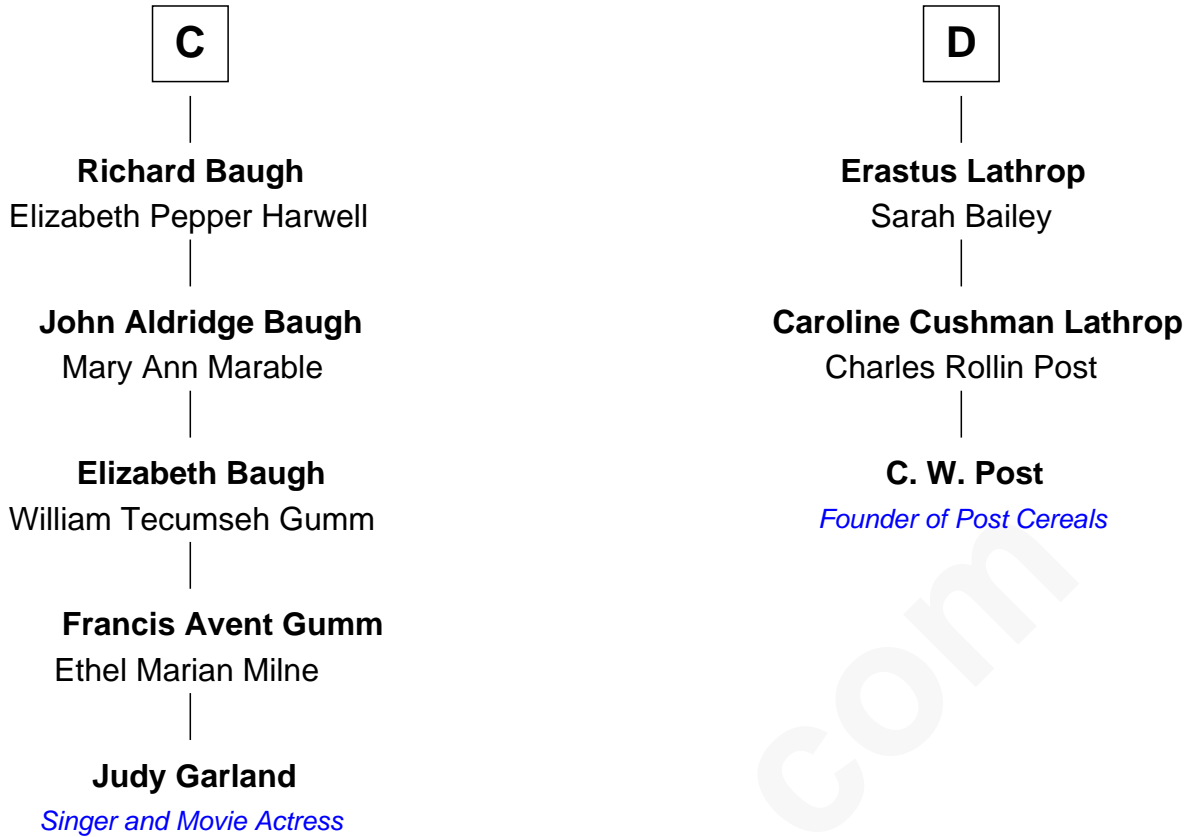 C
Richard Baugh
Elizabeth Pepper Harwell
John Aldridge Baugh
Mary Ann Marable
Elizabeth Baugh
William Tecumseh Gumm
Francis Avent Gumm
Ethel Marian Milne
Judy Garland
Singer and Movie Actress
D
Erastus Lathrop
Sarah Bailey
Caroline Cushman Lathrop
Charles Rollin Post
C. W. Post
Founder of Post Cereals
com